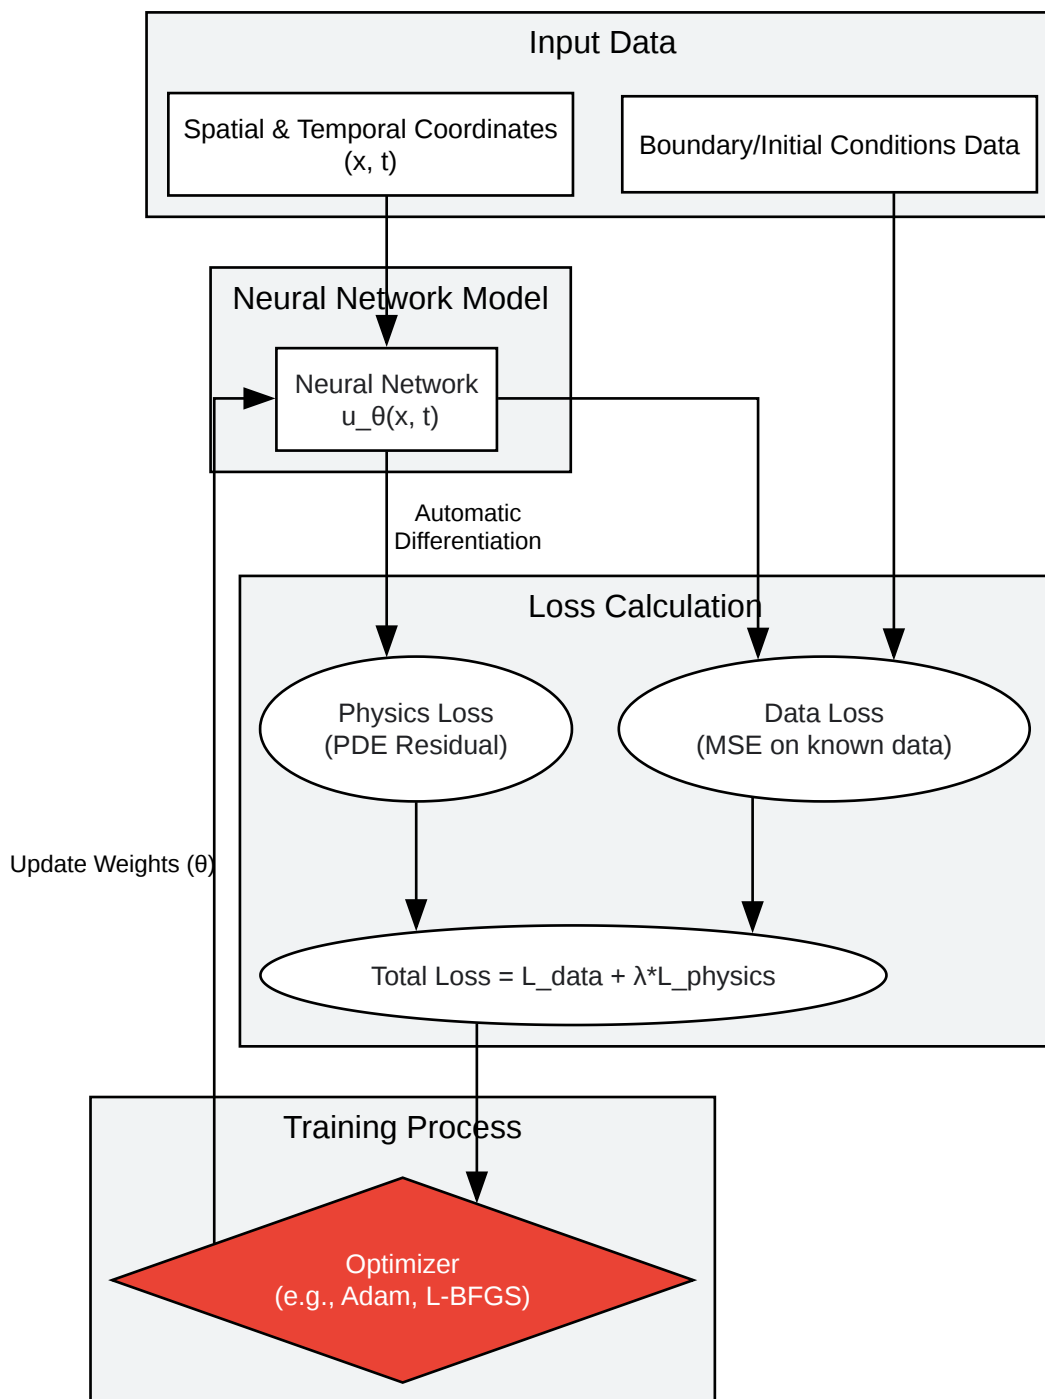 Input Data
Spatial & Temporal Coordinates
(x, t)
Boundary/Initial Conditions Data
Neural Network Model
Neural Network
u_θ(x, t)
Automatic
Differentiation
Loss Calculation
Physics Loss
(PDE Residual)
Data Loss
(MSE on known data)
Update Weights (θ)
Total Loss = L_data + λ*L_physics
Training Process
Optimizer
(e.g., Adam, L-BFGS)